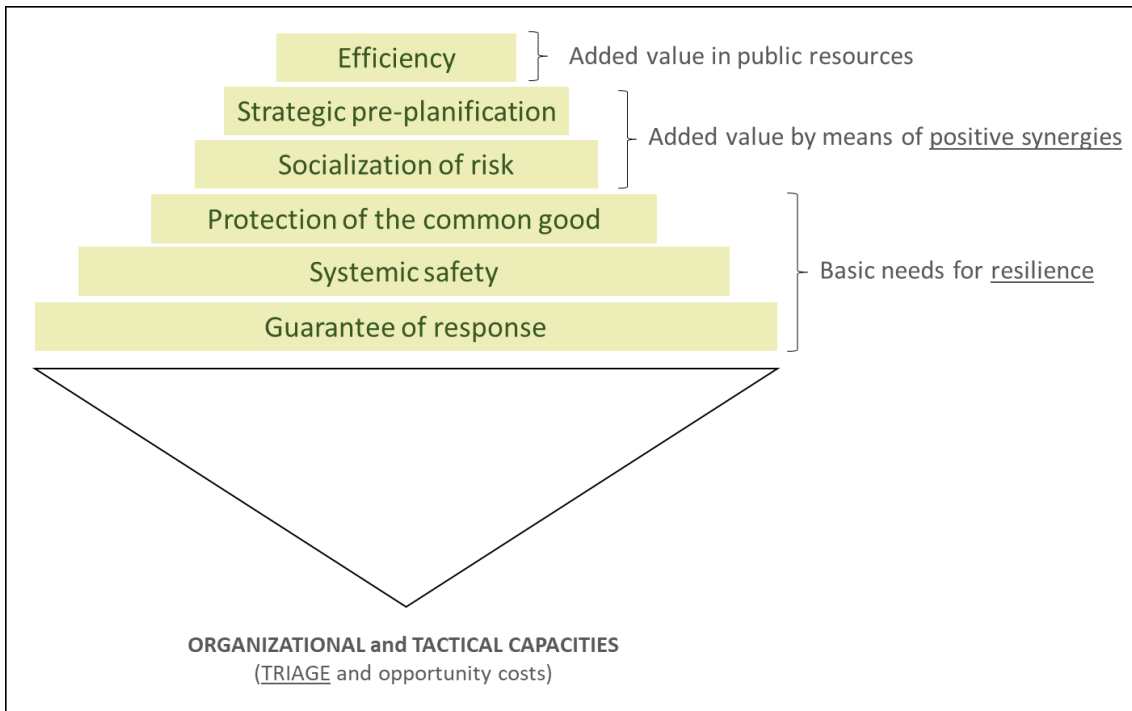 Efficiency
Added value in public resources
Strategic pre-planification
Added value by means of positive synergies
Socialization of risk
Protection of the common good
Systemic safety
Basic needs for resilience
Guarantee of response
ORGANIZATIONAL and TACTICAL CAPACITIES
(TRIAGE and opportunity costs)